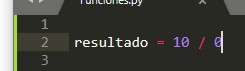 Funciones.py
1
2 resultado = 10 / 0
3